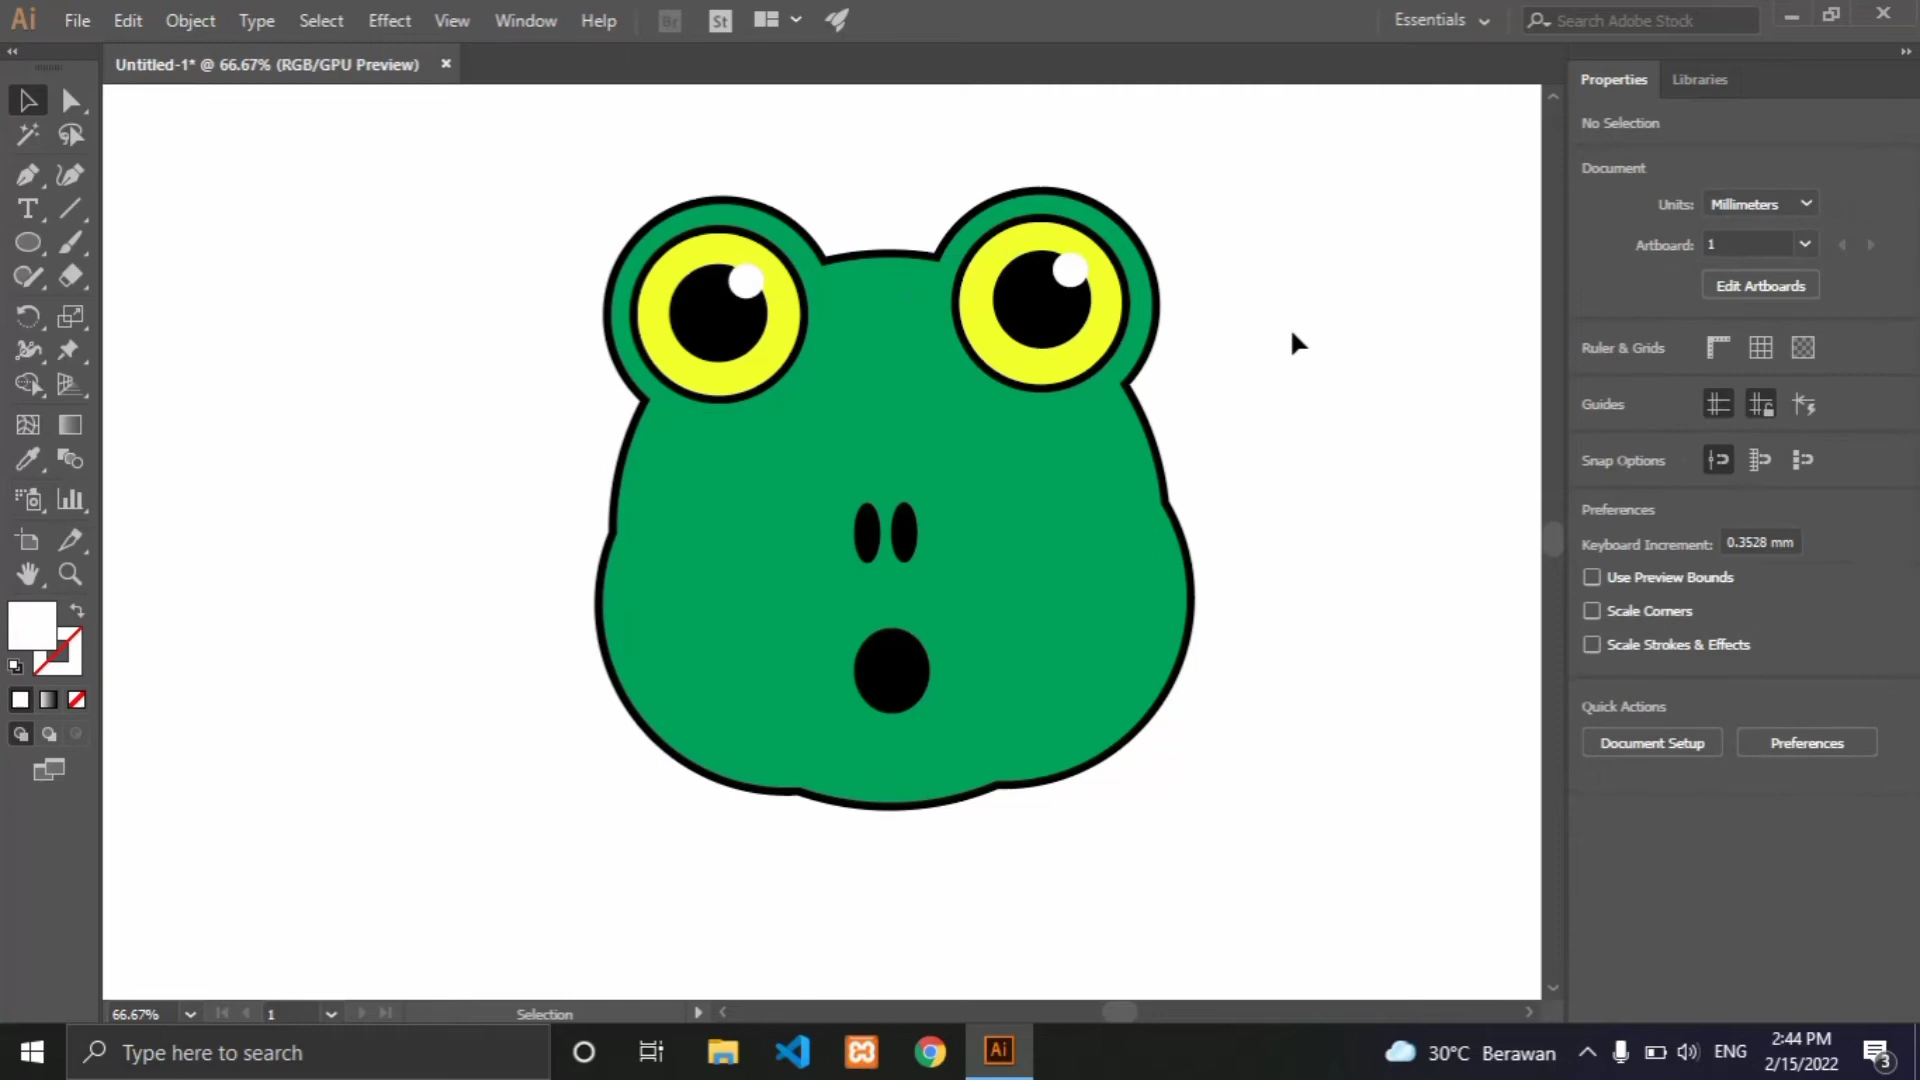 Ai File Edit Object Type Select Effect View Window Help Br St Essentials Search Adobe Stock
Untitled-1* @ 66.67% (RGB/GPU Preview)
Properties Libraries
No Selection
Document
Units: Millimeters
Artboard: 1
Edit Artboards
Ruler & Grids
Guides
Snap Options
Preferences
Keyboard Increment: 0.3528 mm
Use Preview Bounds
Scale Corners
Scale Strokes & Effects
Quick Actions
Document Setup Preferences
66.67% 1 Selection
Type here to search Ai 30°C Berawan ENG 2:44 PM
2/15/2022 3